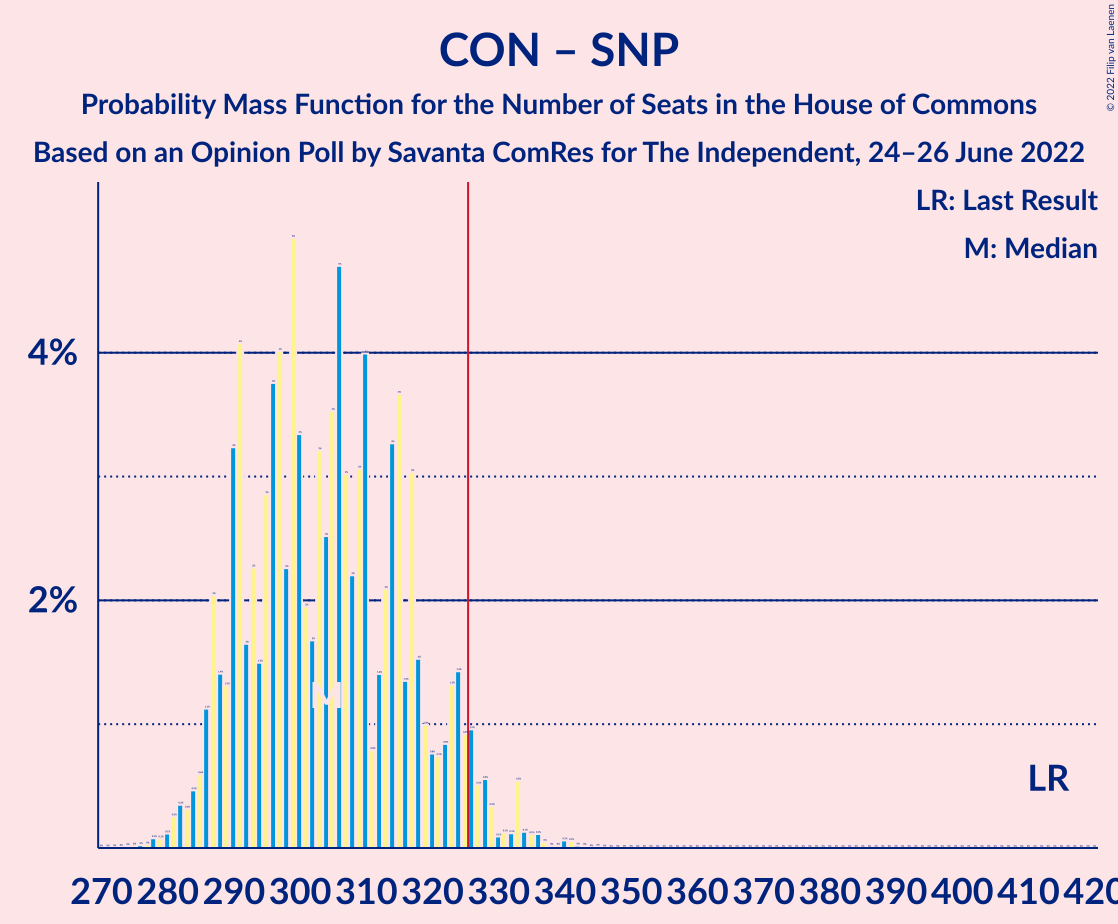 CON – SNP
Probability Mass Function for the Number of Seats in the House of Commons
Based on an Opinion Poll by Savanta ComRes for The Independent, 24–26 June 2022
© 2022 Filip van Laenen
LR: Last Result
M: Median
4%
2%
M
LR
270 280 290 300 310 320 330 340 350 360 370 380 390 400 410 420